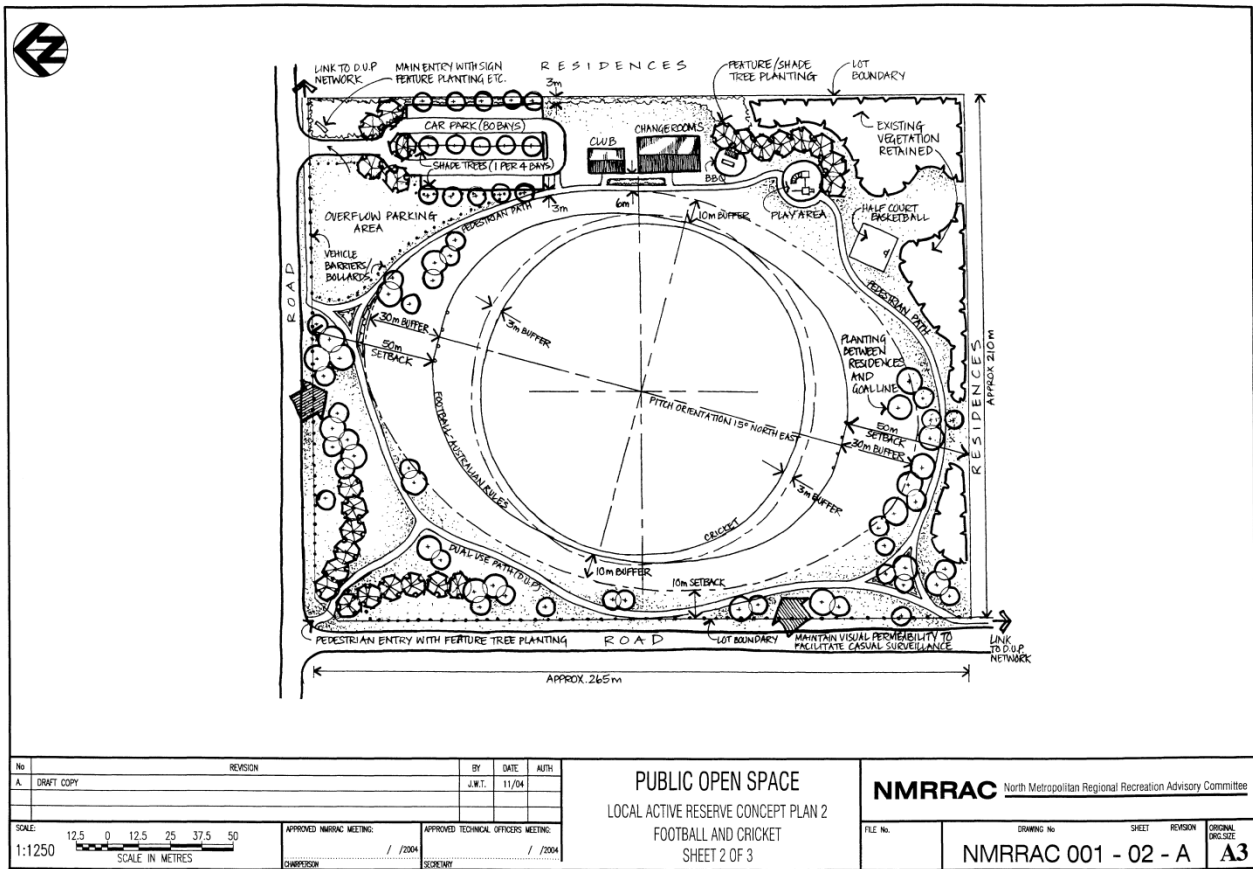 N
RESIDENCES
LINK TO D.U.P
NETWORK
MAIN ENTRY WITH SIGN
FEATURE PLANTING ETC.
3m
FEATURE/SHADE
TREE PLANTING
LOT
BOUNDARY
CAR PARK (80 BAYS)
SHADE TREES (1 PER 4 BAYS)
CLUB
CHANGEROOMS
BBQ
EXISTING
VEGETATION
RETAINED
OVERFLOW PARKING
AREA
PEDESTRIAN PATH
3m
6m
10m BUFFER
PLAY AREA
HALF COURT
BASKETBALL
VEHICLE
BARRIERS/
BOLLARDS
ROAD
30m BUFFER
50m
SETBACK
3m BUFFER
PEDESTRIAN PATH
PLANTING
BETWEEN
RESIDENCES
AND
GOAL LINE
RESIDENCES
APPROX 210m
PITCH ORIENTATION 15° NORTH EAST
50m
SETBACK
30m BUFFER
FOOTBALL-AUSTRALIAN RULES
3m BUFFER
CRICKET
DUAL USE PATH (D.U.P)
10m BUFFER
10m SETBACK
PEDESTRIAN ENTRY WITH FEATURE TREE PLANTING
ROAD
LOT BOUNDARY
MAINTAIN VISUAL PERMEABILITY TO
FACILITATE CASUAL SURVEILLANCE
LINK
TO D.U.P.
NETWORK
APPROX. 265m
No REVISION BY DATE AUTH
A. DRAFT COPY J.W.T. 11/04
SCALE:
1:1250
12.5 0 12.5 25 37.5 50
SCALE IN METRES
APPROVED NMRRAC MEETING:
/ /2004
CHAIRPERSON
APPROVED TECHNICAL OFFICERS MEETING:
/ /2004
SECRETARY
PUBLIC OPEN SPACE
LOCAL ACTIVE RESERVE CONCEPT PLAN 2
FOOTBALL AND CRICKET
SHEET 2 OF 3
NMRRAC North Metropolitan Regional Recreation Advisory Committee
FILE No.
DRAWING No SHEET REVISION
NMRRAC 001 - 02 - A
ORIGINAL
DRG.SIZE
A3